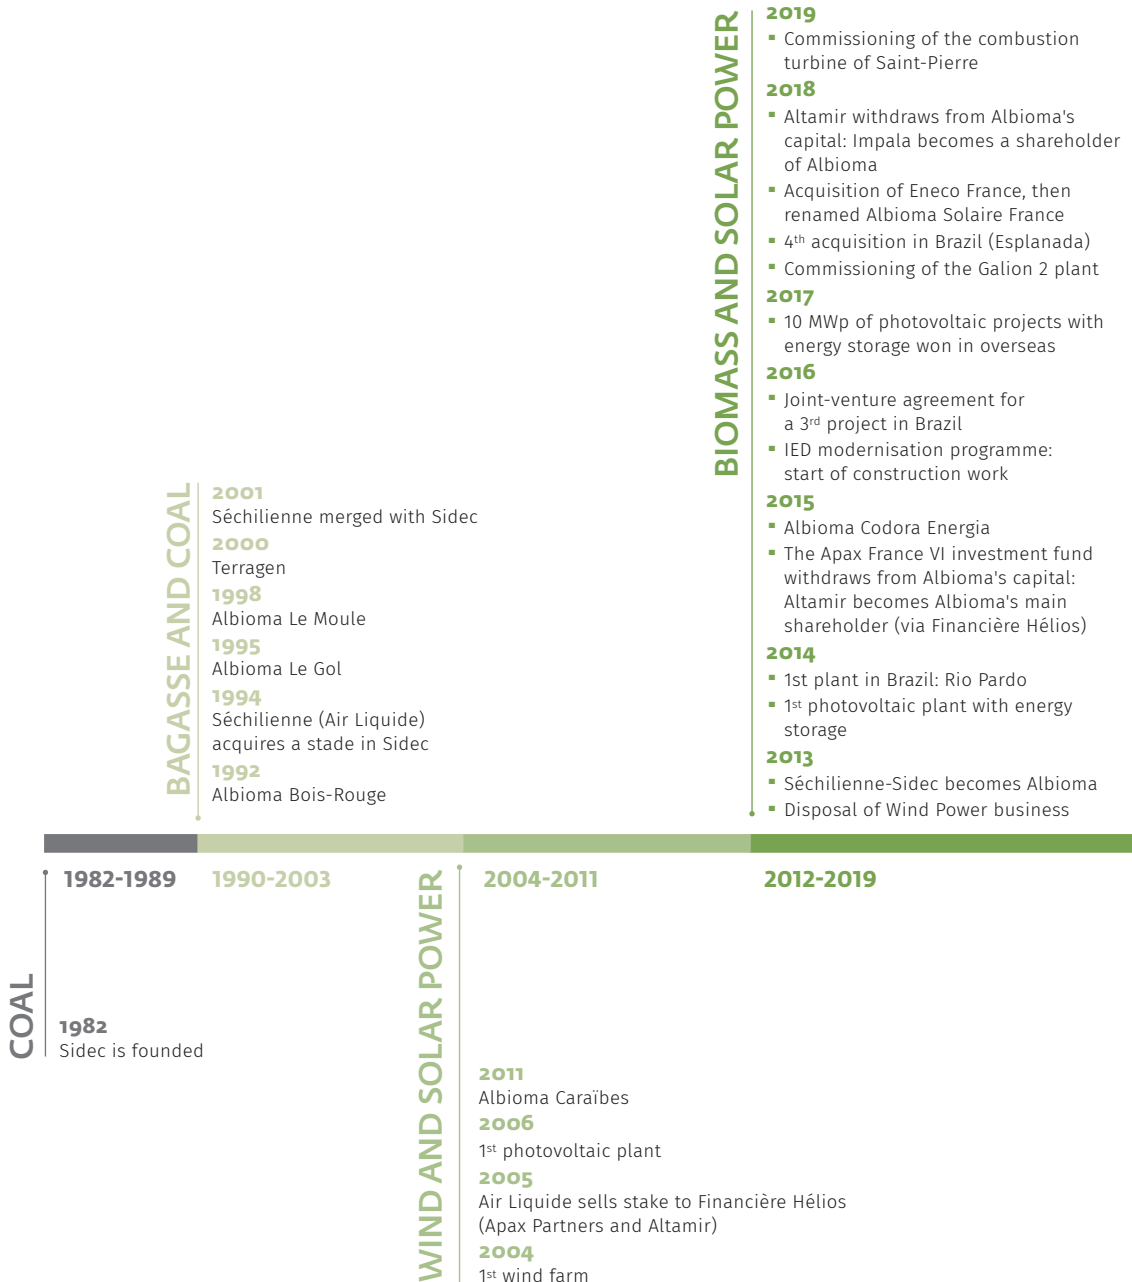 BIOMASS AND SOLAR POWER
2019
▪ Commissioning of the combustion
turbine of Saint-Pierre
2018
▪ Altamir withdraws from Albioma's
capital: Impala becomes a shareholder
of Albioma
▪ Acquisition of Eneco France, then
renamed Albioma Solaire France
▪ 4th acquisition in Brazil (Esplanada)
▪ Commissioning of the Galion 2 plant
2017
▪ 10 MWp of photovoltaic projects with
energy storage won in overseas
2016
▪ Joint-venture agreement for
a 3rd project in Brazil
▪ IED modernisation programme:
start of construction work
2015
▪ Albioma Codora Energia
▪ The Apax France VI investment fund
withdraws from Albioma's capital:
Altamir becomes Albioma's main
shareholder (via Financière Hélios)
2014
▪ 1st plant in Brazil: Rio Pardo
▪ 1st photovoltaic plant with energy
storage
2013
▪ Séchilienne-Sidec becomes Albioma
▪ Disposal of Wind Power business
BAGASSE AND COAL
2001
Séchilienne merged with Sidec
2000
Terragen
1998
Albioma Le Moule
1995
Albioma Le Gol
1994
Séchilienne (Air Liquide)
acquires a stade in Sidec
1992
Albioma Bois-Rouge
1982-1989 1990-2003 2004-2011 2012-2019
COAL
1982
Sidec is founded
WIND AND SOLAR POWER
2011
Albioma Caraïbes
2006
1st photovoltaic plant
2005
Air Liquide sells stake to Financière Hélios
(Apax Partners and Altamir)
2004
1st wind farm